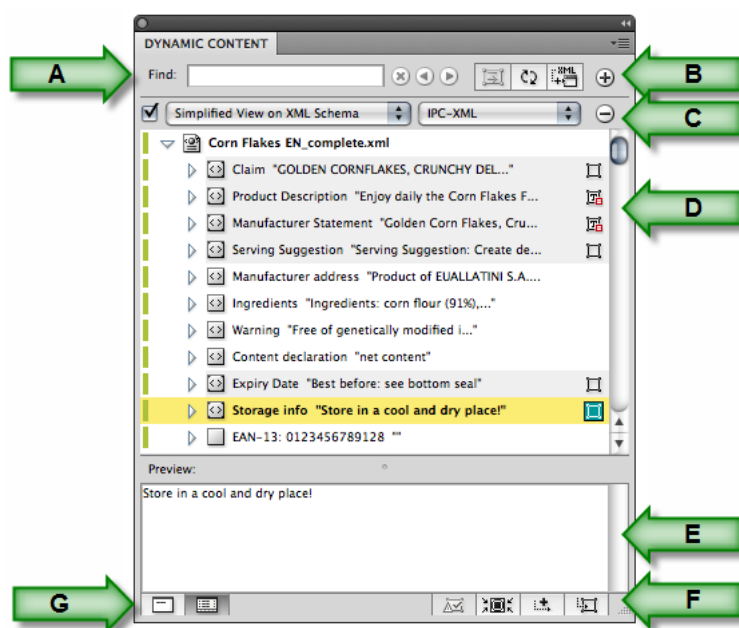 DYNAMIC CONTENT
A
Find:
XML
B
Simplified View on XML Schema
IPC-XML
C
Corn Flakes EN_complete.xml
Claim "GOLDEN CORNFLAKES, CRUNCHY DEL..."
Product Description "Enjoy daily the Corn Flakes F...
D
Manufacturer Statement "Golden Corn Flakes, Cru...
Serving Suggestion "Serving Suggestion: Create de...
Manufacturer address "Product of EUALLATINI S.A....
Ingredients "Ingredients: corn flour (91%),..."
Warning "Free of genetically modified i..."
Content declaration "net content"
Expiry Date "Best before: see bottom seal"
Storage info "Store in a cool and dry place!"
EAN-13: 0123456789128 ""
Preview:
Store in a cool and dry place!
E
G
F